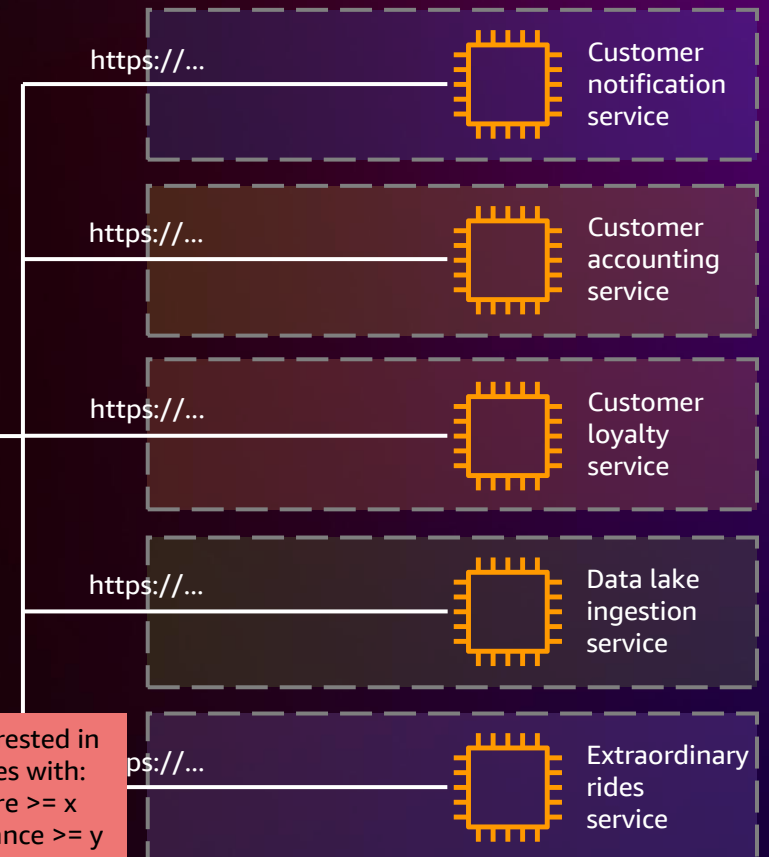 https://...
Customer
notification
service
https://...
Customer
accounting
service
https://...
Customer
loyalty
service
https://...
Data lake
ingestion
service
ps://...
Extraordinary
rides
service
rested in
es with:
re >= x
ance >= y